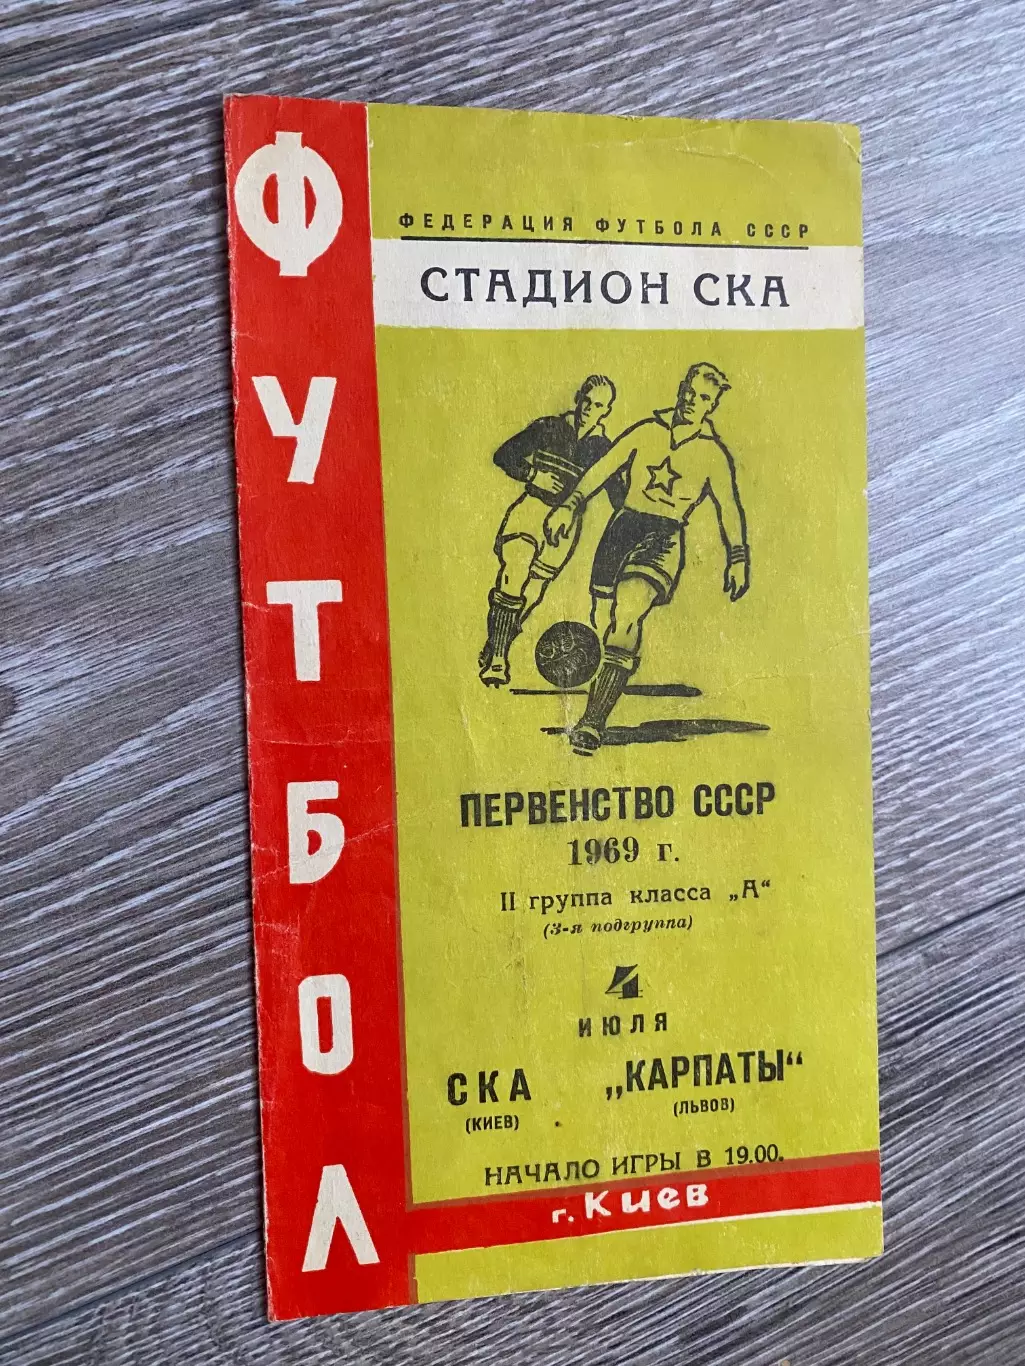 ФУТБОЛ
ФЕДЕРАЦИЯ ФУТБОЛА СССР
СТАДИОН СКА
ПЕРВЕНСТВО СССР
1969 г.
II группа класса „А“
(3-я подгруппа)
4
ИЮЛЯ
СКА „КАРПАТЫ“
(КИЕВ) (ЛЬВОВ)
НАЧАЛО ИГРЫ В 19.00.
г. Киев